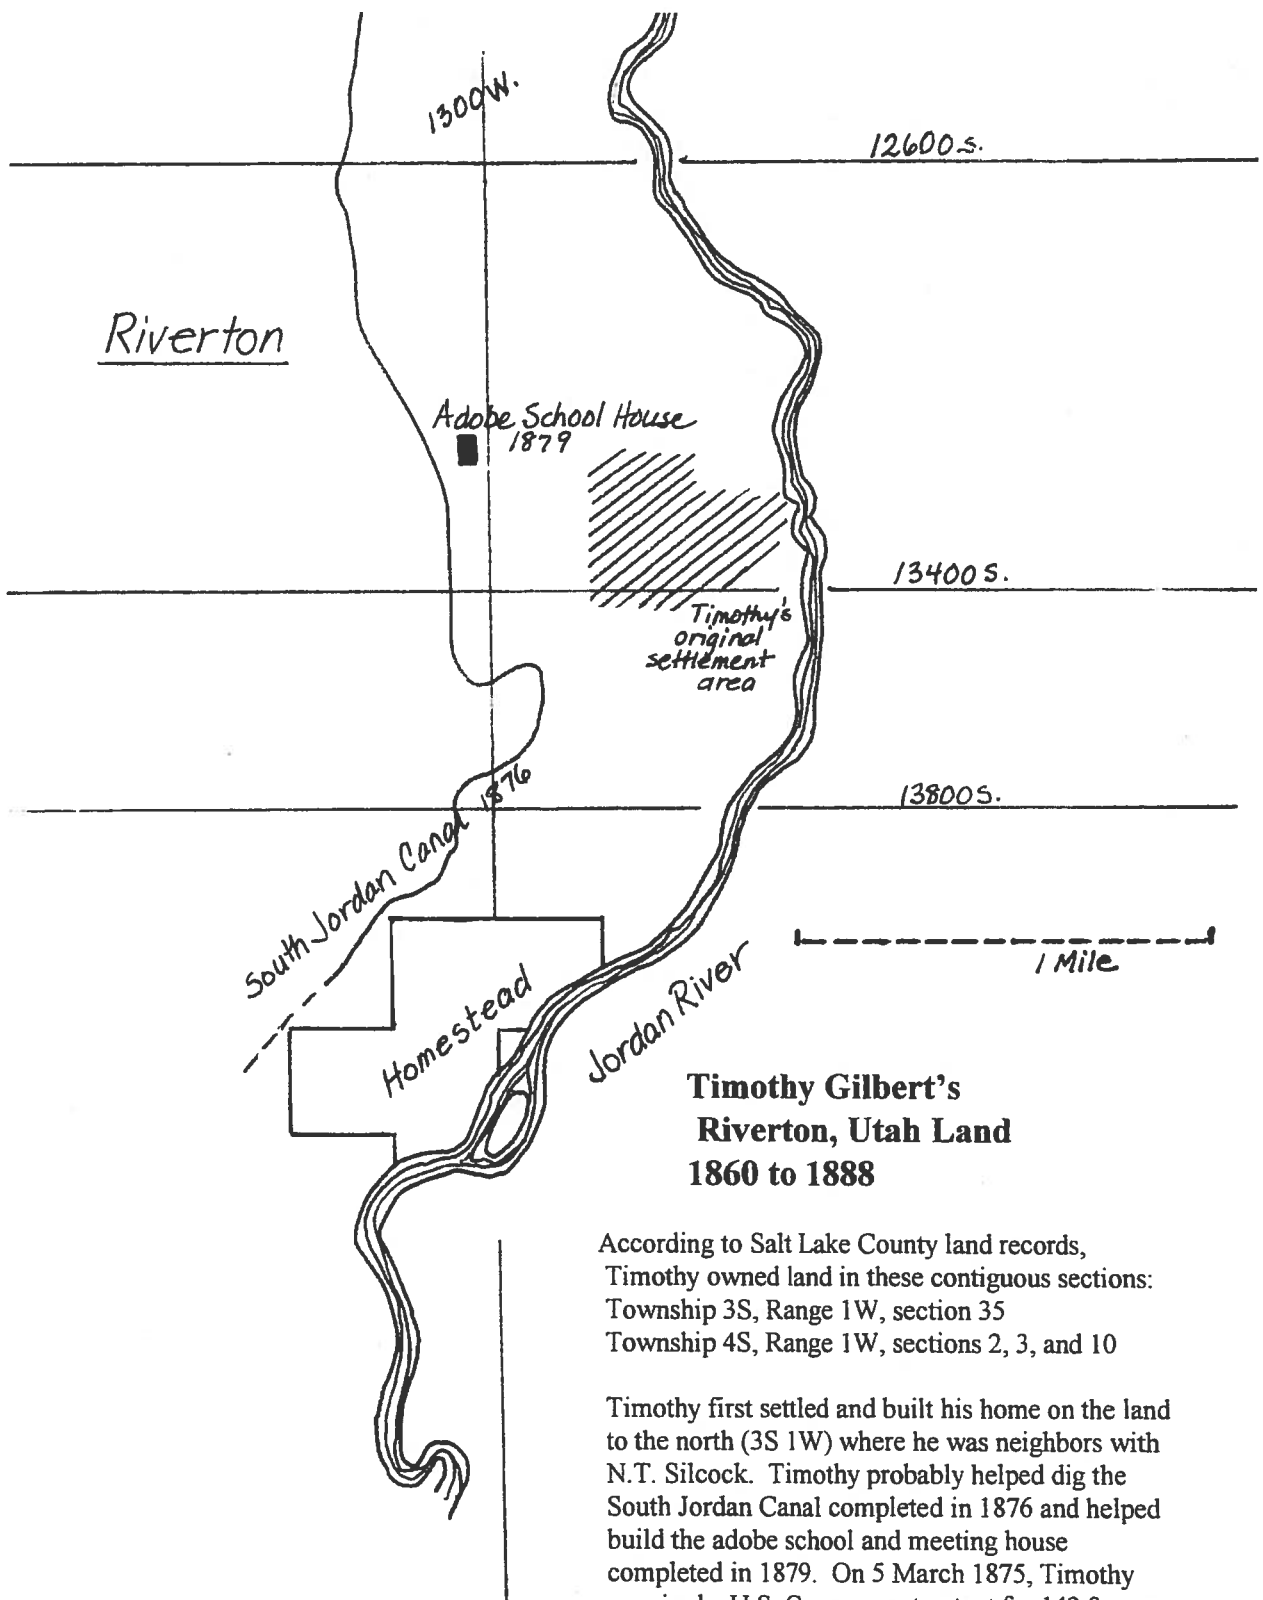 1300 W.
12600 S.
Riverton
Adobe School House
1879
13400 S.
Timothy's
original
settlement
area
1876
13800 S.
South Jordan Canal
1 Mile
Homestead
Jordan River
Timothy Gilbert's
Riverton, Utah Land
1860 to 1888
According to Salt Lake County land records,
Timothy owned land in these contiguous sections:
Township 3S, Range 1W, section 35
Township 4S, Range 1W, sections 2, 3, and 10
Timothy first settled and built his home on the land
to the north (3S 1W) where he was neighbors with
N.T. Silcock. Timothy probably helped dig the
South Jordan Canal completed in 1876 and helped
build the adobe school and meeting house
completed in 1879. On 5 March 1875, Timothy